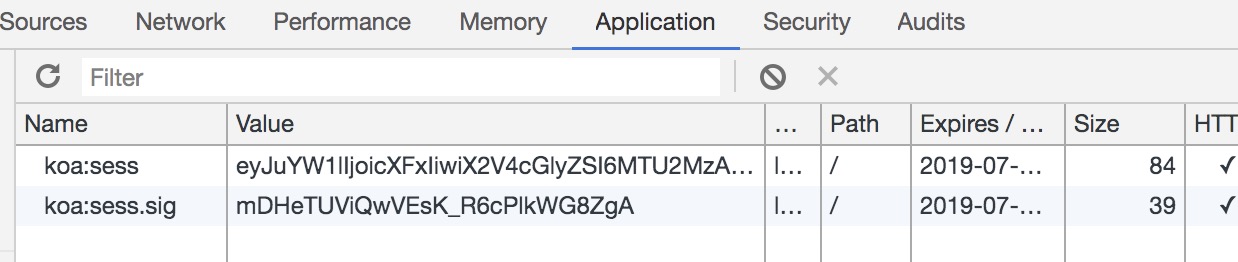 Sources Network Performance Memory Application Security Audits
Filter
Name Value ... Path Expires / ... Size HTT
koa:sess eyJuYW1lIjoicXFxIiwiX2V4cGlyZSI6MTU2MzA... l... / 2019-07-... 84 ✓
koa:sess.sig mDHeTUViQwVEsK_R6cPlkWG8ZgA l... / 2019-07-... 39 ✓